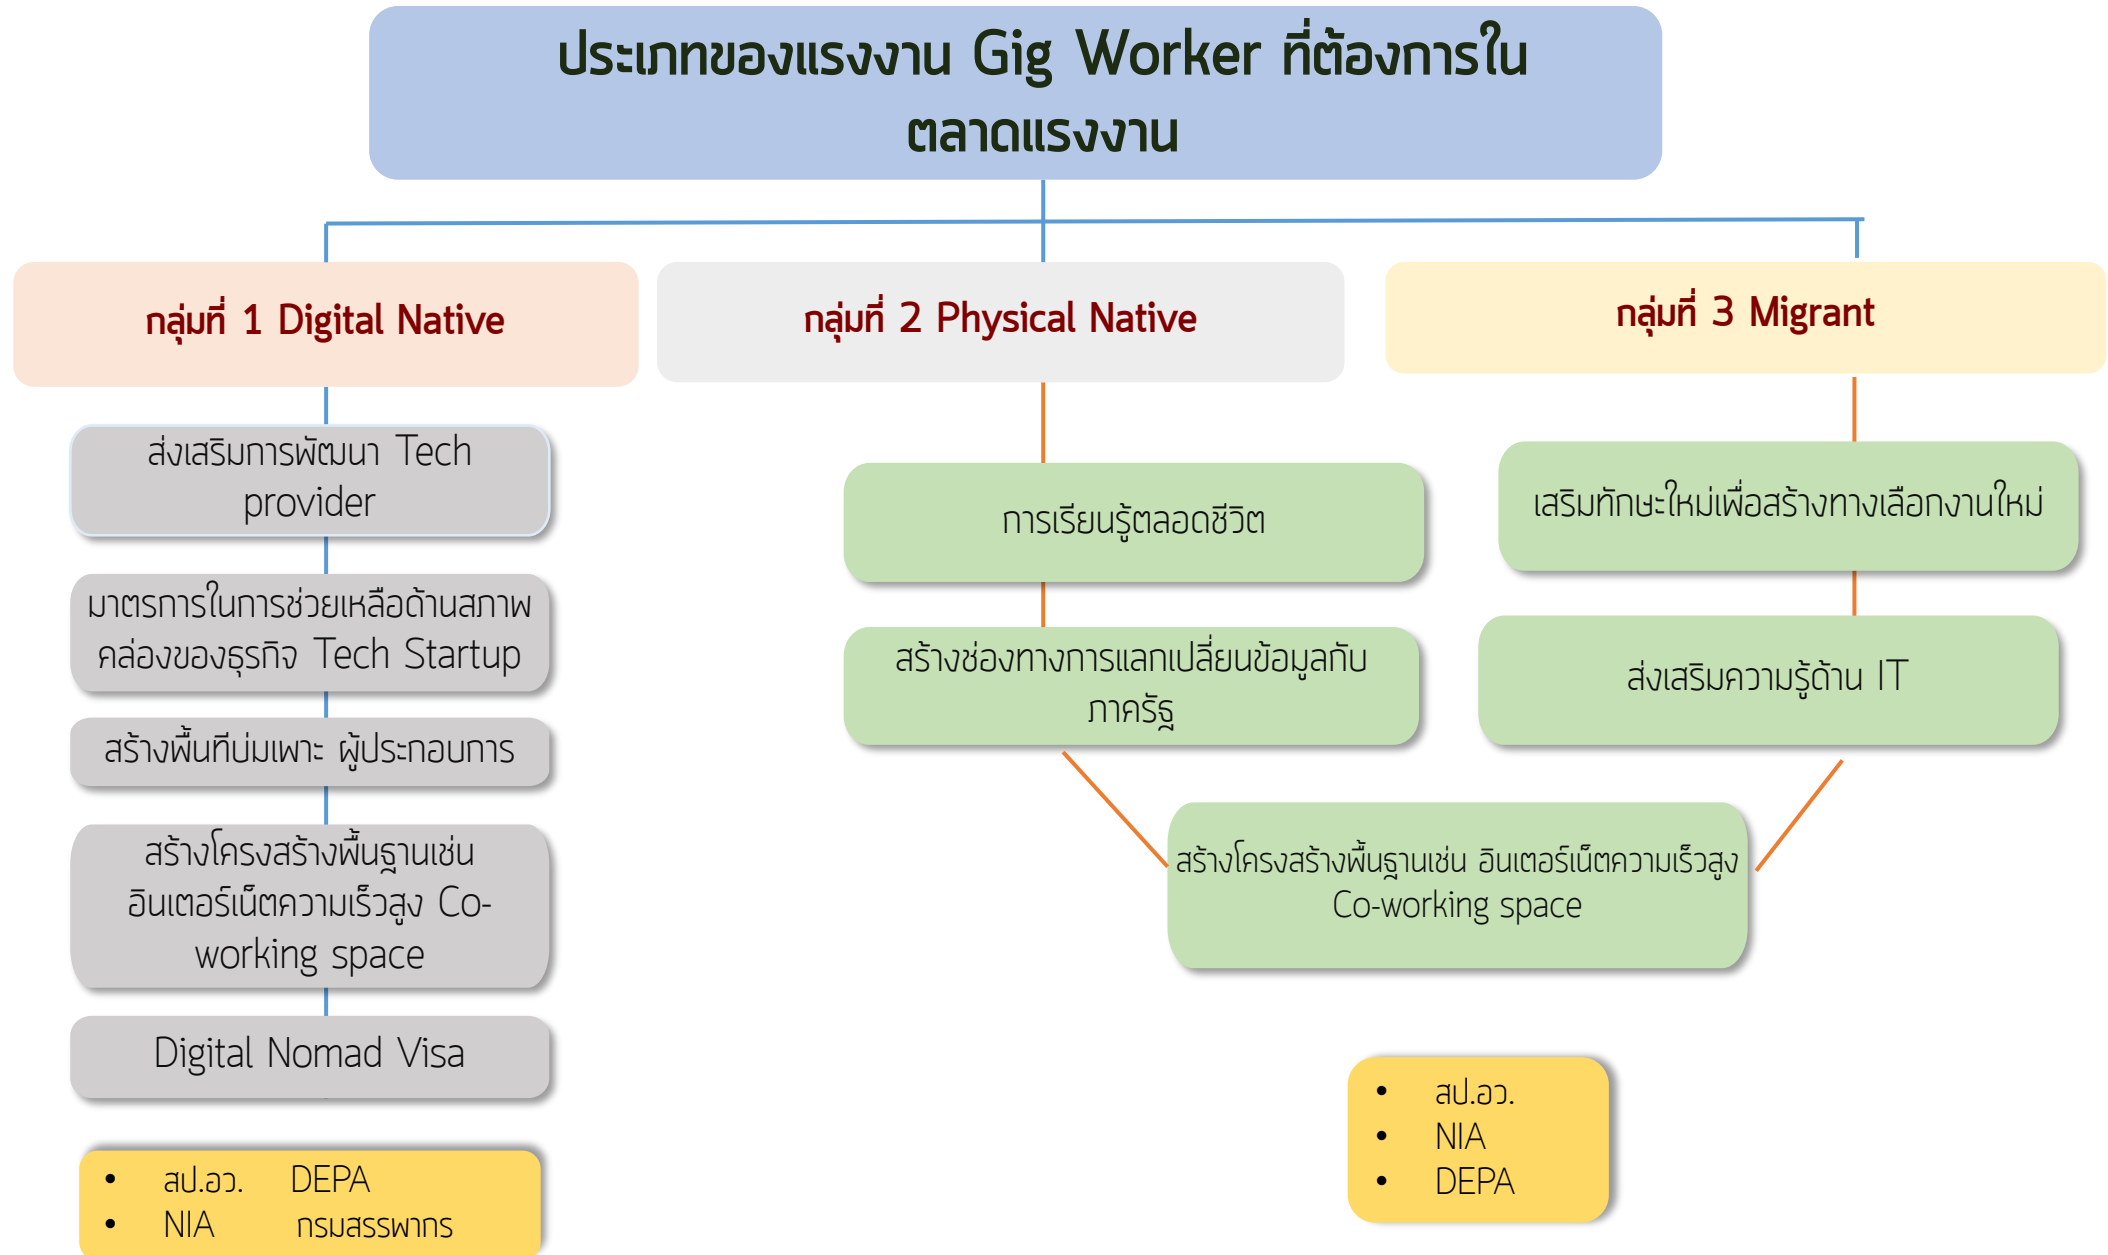 ประเภทของแรงงาน Gig Worker ที่ต้องการใน
ตลาดแรงงาน
กลุ่มที่ 1 Digital Native
ส่งเสริมการพัฒนา Tech
provider
มาตรการในการช่วยเหลือด้านสภาพ
คล่องของธุรกิจ Tech Startup
สร้างพื้นทีบ่มเพาะ ผู้ประกอบการ
สร้างโครงสร้างพื้นฐานเช่น
อินเตอร์เน็ตความเร็วสูง Co-
working space
Digital Nomad Visa
• สป.อว. DEPA
• NIA กรมสรรพากร
กลุ่มที่ 2 Physical Native
การเรียนรู้ตลอดชีวิต
สร้างช่องทางการแลกเปลี่ยนข้อมูลกับ
ภาครัฐ
กลุ่มที่ 3 Migrant
เสริมทักษะใหม่เพื่อสร้างทางเลือกงานใหม่
ส่งเสริมความรู้ด้าน IT
สร้างโครงสร้างพื้นฐานเช่น อินเตอร์เน็ตความเร็วสูง
Co-working space
• สป.อว.
• NIA
• DEPA